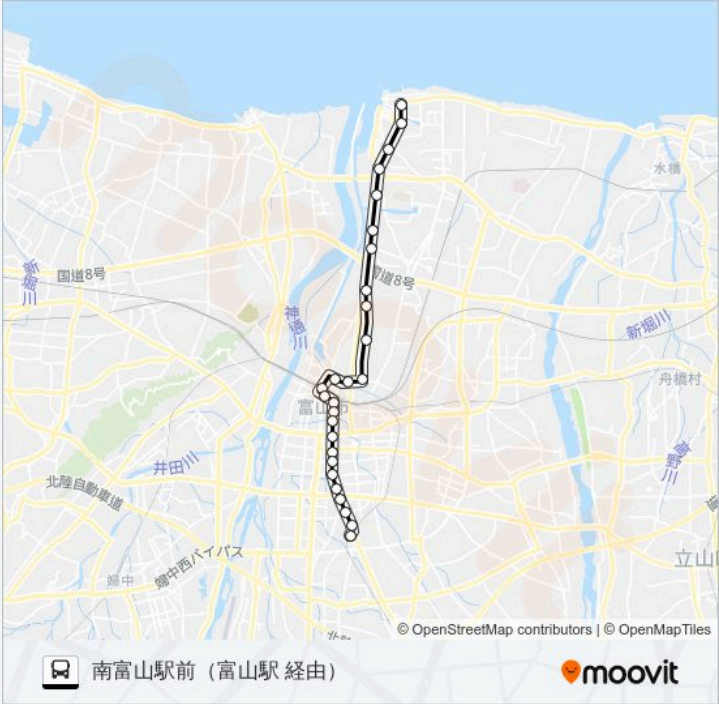 水橋
国道8号
新堀川
国道8号
神通川
新堀川
舟橋村
富山市
井田川
北陸自動車道
婦中西バイパス
婦中
立山
© OpenStreetMap contributors | © OpenMapTiles
南富山駅前（富山駅 経由）
moovit